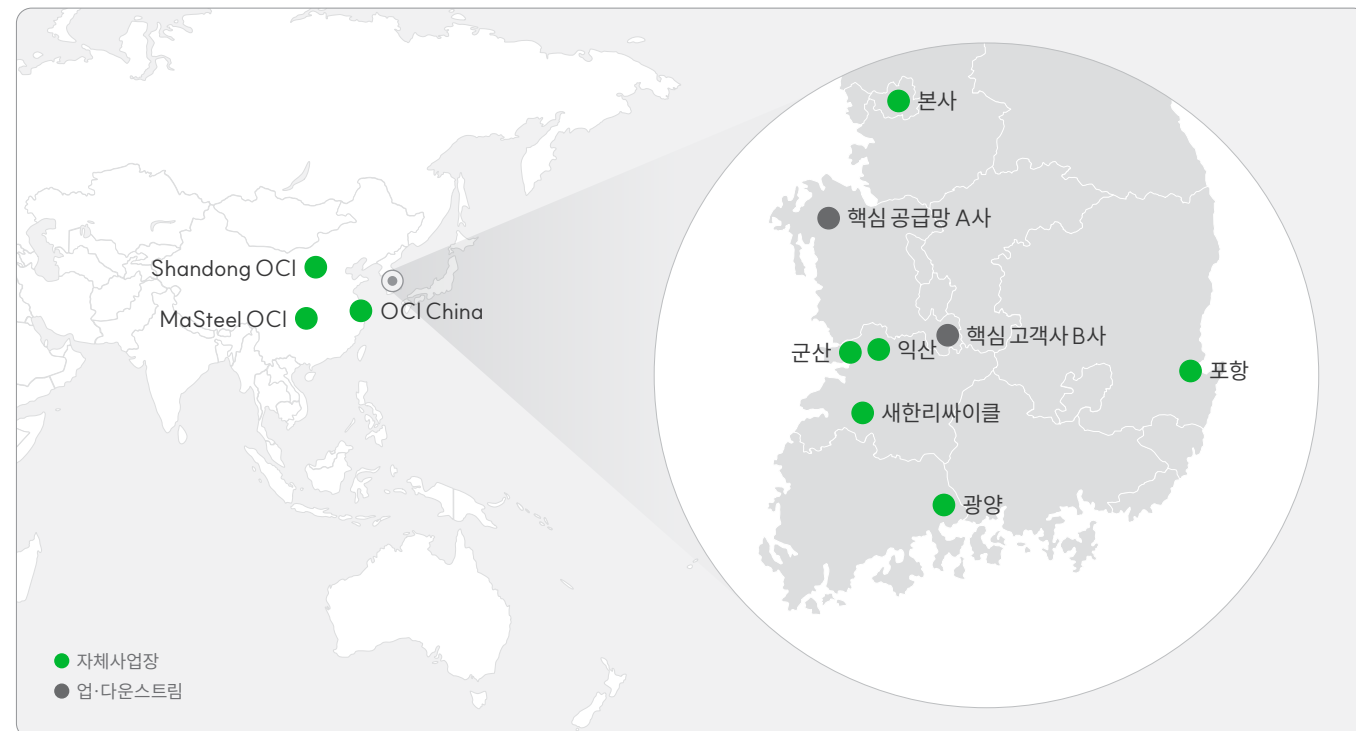 Shandong OCI
MaSteel OCI
OCI China
본사
핵심 공급망 A사
핵심 고객사 B사
군산
익산
포항
새한리싸이클
광양
자체사업장
업·다운스트림